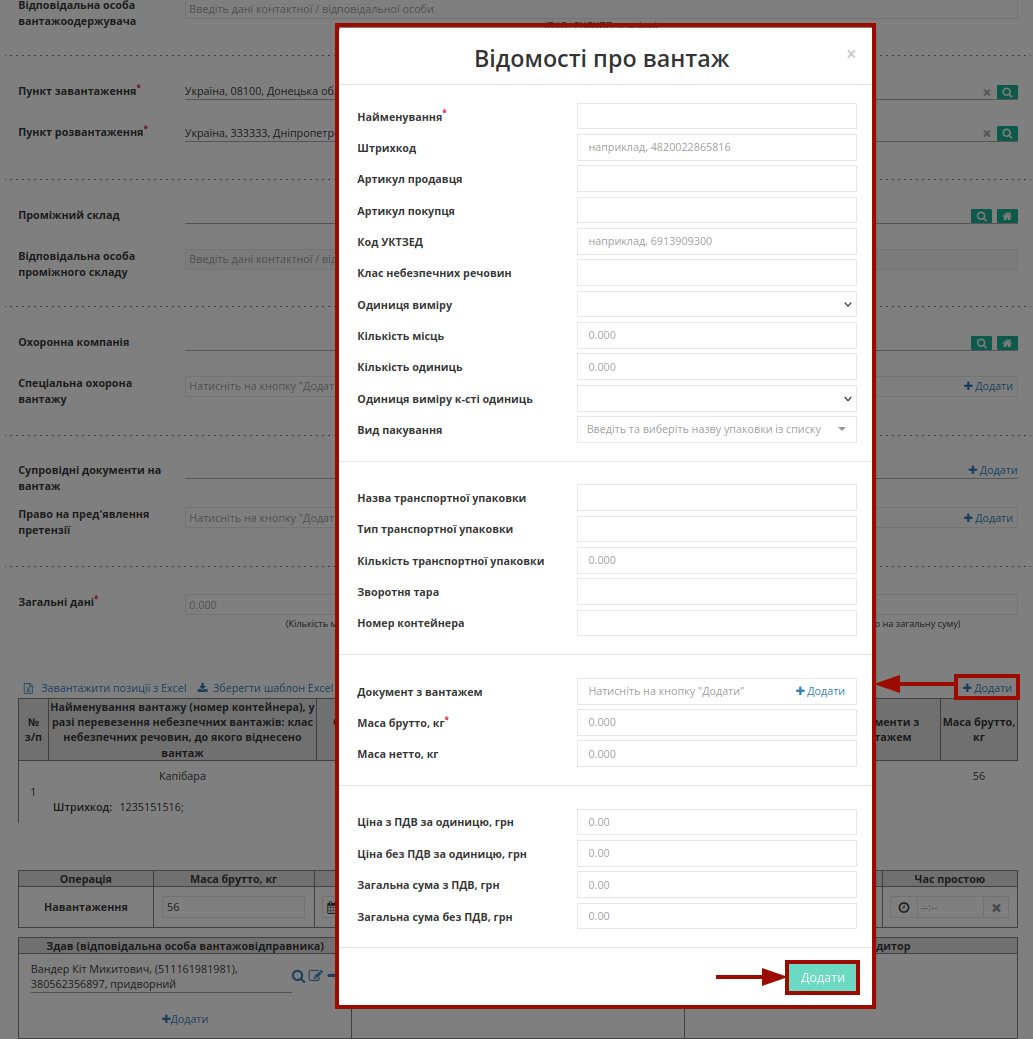 Відповідальна особа
вантажоодержувача
Введіть дані контактної / відповідальної особи
Відомості про вантаж
×
Пункт завантаження*
Україна, 08100, Донецька об
Пункт розвантаження*
Україна, 333333, Дніпропетр
Проміжний склад
Відповідальна особа
проміжного складу
Введіть дані контактної / від
Охоронна компанія
Спеціальна охорона
вантажу
Натисніть на кнопку "Додат
Додати
Супровідні документи на
вантаж
Додати
Право на пред'явлення
претензії
Натисніть на кнопку "Додат
Додати
Загальні дані*
0.000
(Кількість м
о на загальну суму)
Найменування*
Штрихкод
наприклад, 4820022865816
Артикул продавця
Артикул покупця
Код УКТЗЕД
наприклад, 6913909300
Клас небезпечних речовин
Одиниця виміру
Кількість місць
0.000
Кількість одиниць
0.000
Одиниця виміру к-сті одиниць
Вид пакування
Введіть та виберіть назву упаковки із списку
Назва транспортної упаковки
Тип транспортної упаковки
Кількість транспортної упаковки
0.000
Зворотня тара
Номер контейнера
Документ з вантажем
Натисніть на кнопку "Додати"
Додати
Маса брутто, кг*
0.000
Маса нетто, кг
0.000
Ціна з ПДВ за одиницю, грн
0.00
Ціна без ПДВ за одиницю, грн
0.00
Загальна сума з ПДВ, грн
0.00
Загальна сума без ПДВ, грн
0.00
Додати
Завантажити позиції з Excel
Зберегти шаблон Excel
Додати
№
з/п
Найменування вантажу (номер контейнера), у
разі перевезення небезпечних вантажів: клас
небезпечних речовин, до якого віднесено
вантаж
менти з
тажем
Маса брутто,
кг
1
Капібара
Штрихкод: 1235151516;
56
Операція
Маса брутто, кг
Час простою
Навантаження
56
--:--
Здав (відповідальна особа вантажовідправника)
дитор
Вандер Кіт Микитович, (511161981981),
380562356897, придворний
Додати